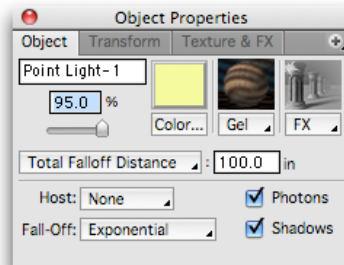 Object Properties
Object Transform Texture & FX
Point Light-1
95.0 %
Color... Gel FX
Total Falloff Distance : 100.0 in
Host: None Photons
Fall-Off: Exponential Shadows